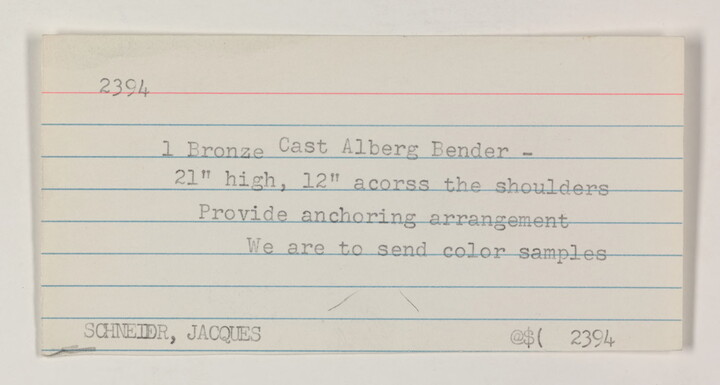 2394
1 Bronze Cast Alberg Bender -
21" high, 12" acorss the shoulders
Provide anchoring arrangement
We are to send color samples
SCHNEIDR, JACQUES @$( 2394